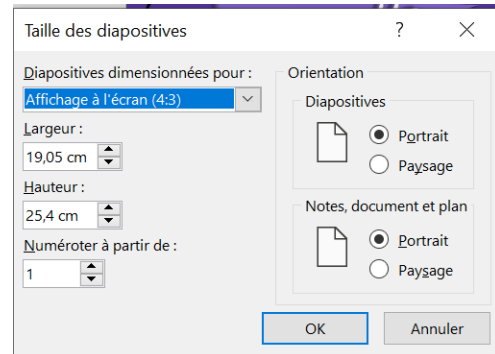 Taille des diapositives
?
Diapositives dimensionnées pour :
Affichage à l'écran (4:3)
Largeur :
19,05 cm
Hauteur :
25,4 cm
Numéroter à partir de :
1
Orientation
Diapositives
Portrait
Paysage
Notes, document et plan
Portrait
Paysage
OK
Annuler